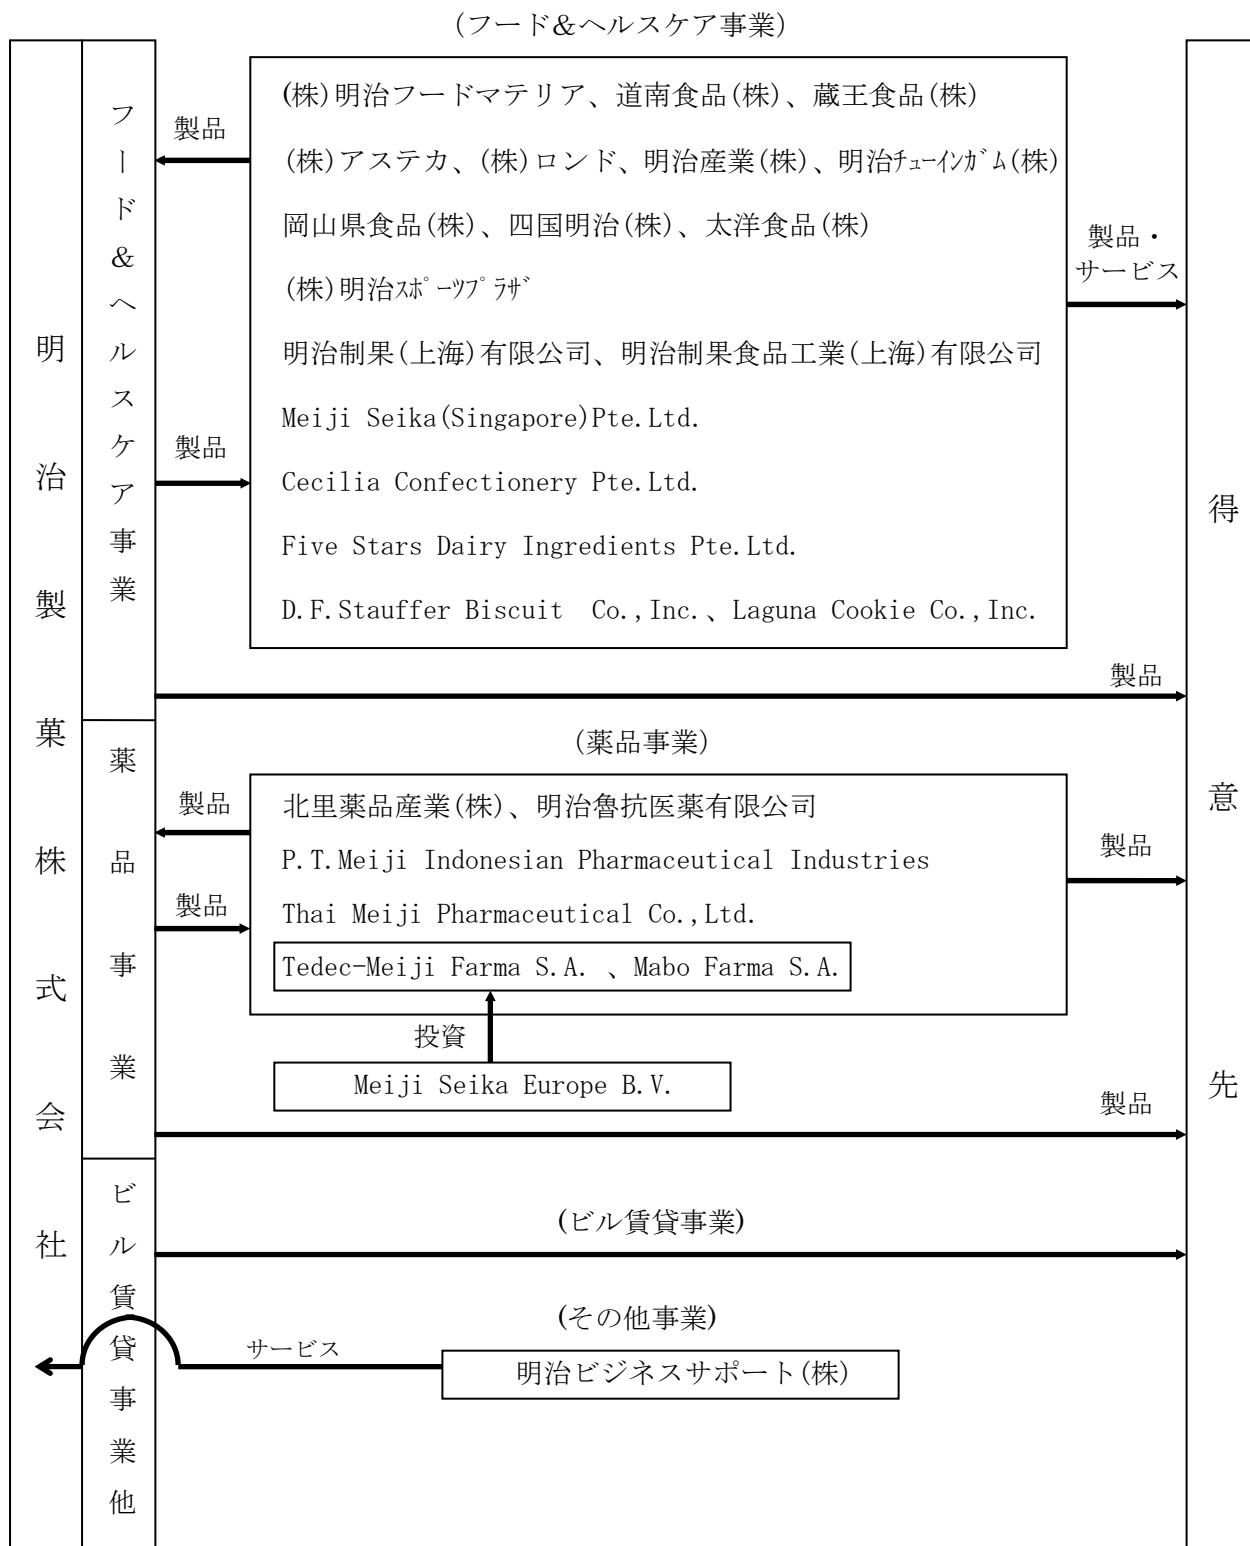 (フード＆ヘルスケア事業)
明治製菓株式会社
フード＆ヘルスケア事業
製品
製品
(株)明治フードマテリア、道南食品(株)、蔵王食品(株)
(株)アステカ、(株)ロンド、明治産業(株)、明治ﾁｭｰｲﾝｶﾞﾑ(株)
岡山県食品(株)、四国明治(株)、太洋食品(株)
(株)明治ｽﾎﾟｰﾂﾌﾟﾗｻﾞ
明治制果(上海)有限公司、明治制果食品工業(上海)有限公司
Meiji Seika(Singapore)Pte.Ltd.
Cecilia Confectionery Pte.Ltd.
Five Stars Dairy Ingredients Pte.Ltd.
D.F.Stauffer Biscuit Co.,Inc.、Laguna Cookie Co.,Inc.
製品・
サービス
得意先
製品
薬品事業
(薬品事業)
製品
製品
北里薬品産業(株)、明治魯抗医薬有限公司
P.T.Meiji Indonesian Pharmaceutical Industries
Thai Meiji Pharmaceutical Co.,Ltd.
Tedec-Meiji Farma S.A. 、Mabo Farma S.A.
製品
投資
Meiji Seika Europe B.V.
製品
ビル賃貸事業他
(ビル賃貸事業)
(その他事業)
サービス
明治ビジネスサポート(株)